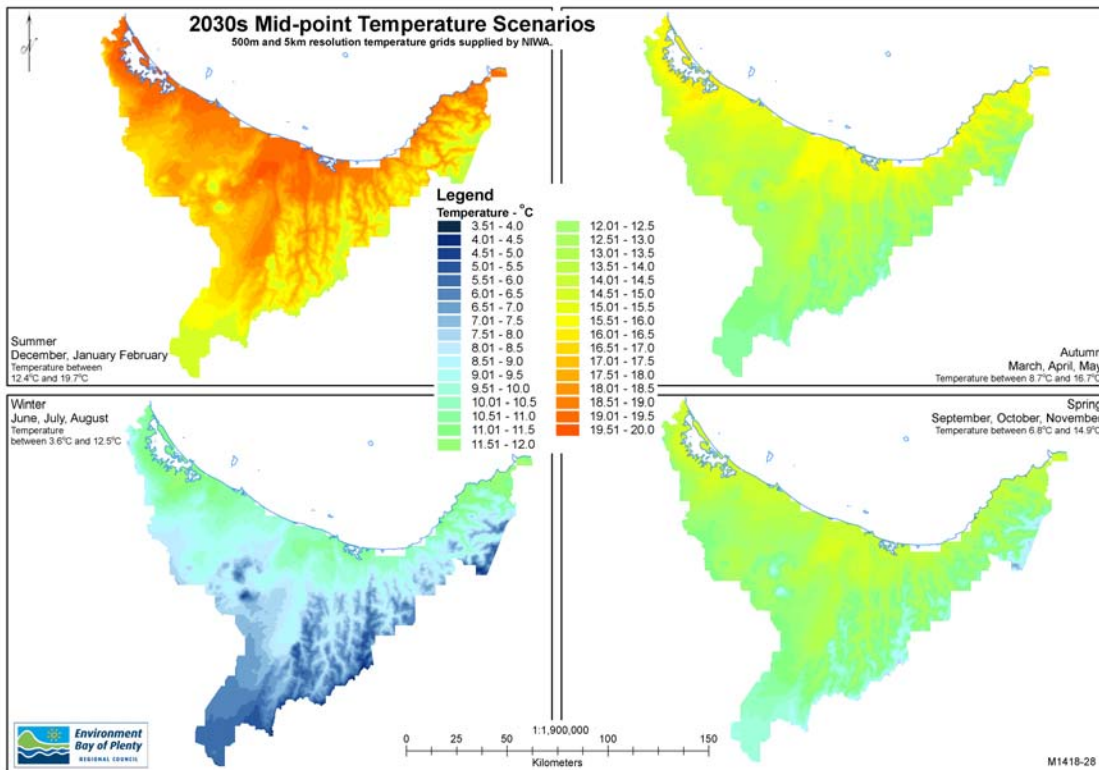 2030s Mid-point Temperature Scenarios
500m and 5km resolution temperature grids supplied by NIWA.
Summer
December, January February
Temperature between
12.4°C and 19.7°C
Autumn
March, April, May
Temperature between 8.7°C and 16.7°C
Legend
Temperature - °C
3.51 - 4.0
4.01 - 4.5
4.51 - 5.0
5.01 - 5.5
5.51 - 6.0
6.01 - 6.5
6.51 - 7.0
7.01 - 7.5
7.51 - 8.0
8.01 - 8.5
8.51 - 9.0
9.01 - 9.5
9.51 - 10.0
10.01 - 10.5
10.51 - 11.0
11.01 - 11.5
11.51 - 12.0
12.01 - 12.5
12.51 - 13.0
13.01 - 13.5
13.51 - 14.0
14.01 - 14.5
14.51 - 15.0
15.01 - 15.5
15.51 - 16.0
16.01 - 16.5
16.51 - 17.0
17.01 - 17.5
17.51 - 18.0
18.01 - 18.5
18.51 - 19.0
19.01 - 19.5
19.51 - 20.0
Winter
June, July, August
Temperature
between 3.6°C and 12.5°C
Spring
September, October, November
Temperature between 6.8°C and 14.9°C
Environment
Bay of Plenty
REGIONAL COUNCIL
1:1,900,000
0 25 50 100 150
Kilometers
M1418-28